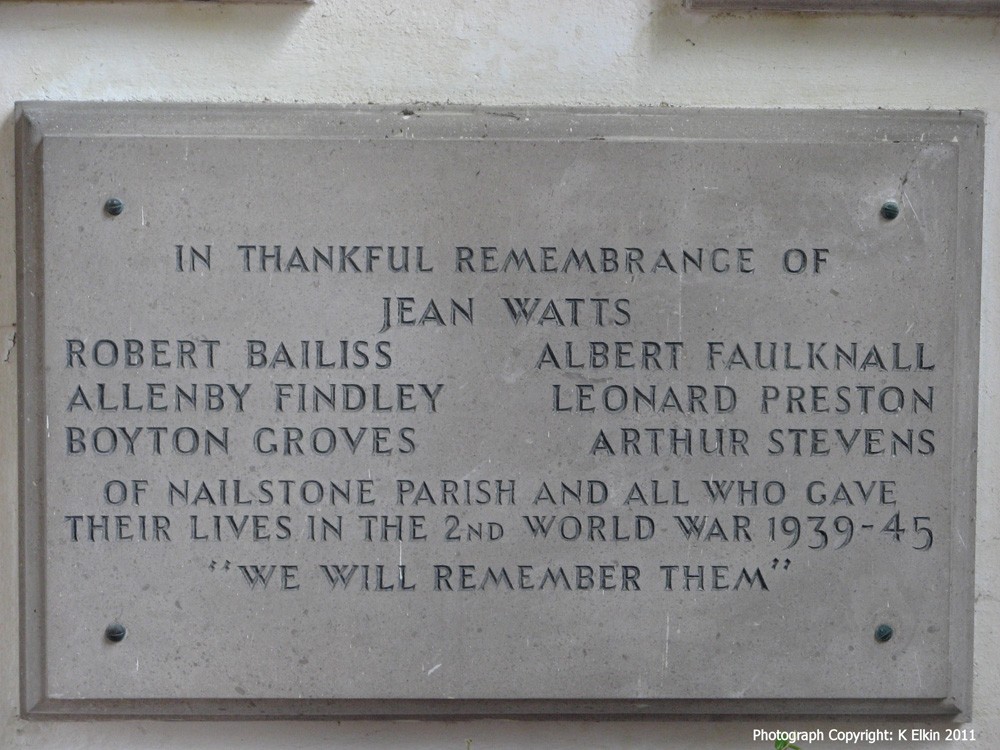 IN THANKFUL REMEMBRANCE OF
JEAN WATTS
ROBERT BAILISS ALBERT FAULKNALL
ALLENBY FINDLEY LEONARD PRESTON
BOYTON GROVES ARTHUR STEVENS
OF NAILSTONE PARISH AND ALL WHO GAVE
THEIR LIVES IN THE 2ND WORLD WAR 1939-45
"WE WILL REMEMBER THEM"
Photograph Copyright: K Elkin 2011